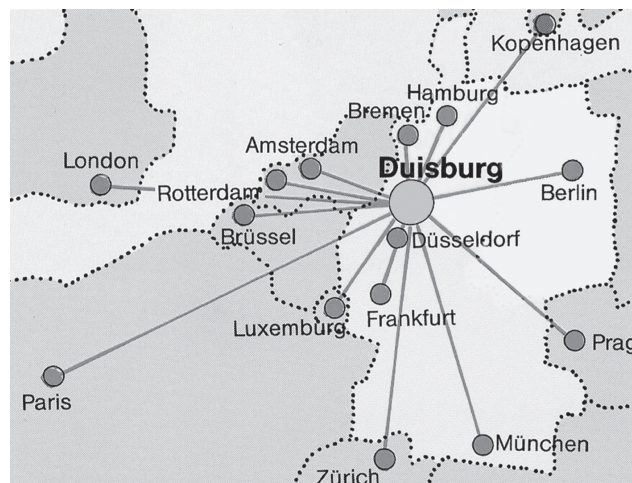 Kopenhagen
Hamburg
Bremen
Amsterdam
London
Duisburg
Rotterdam
Berlin
Brüssel
Düsseldorf
Luxemburg
Frankfurt
Prag
Paris
München
Zürich